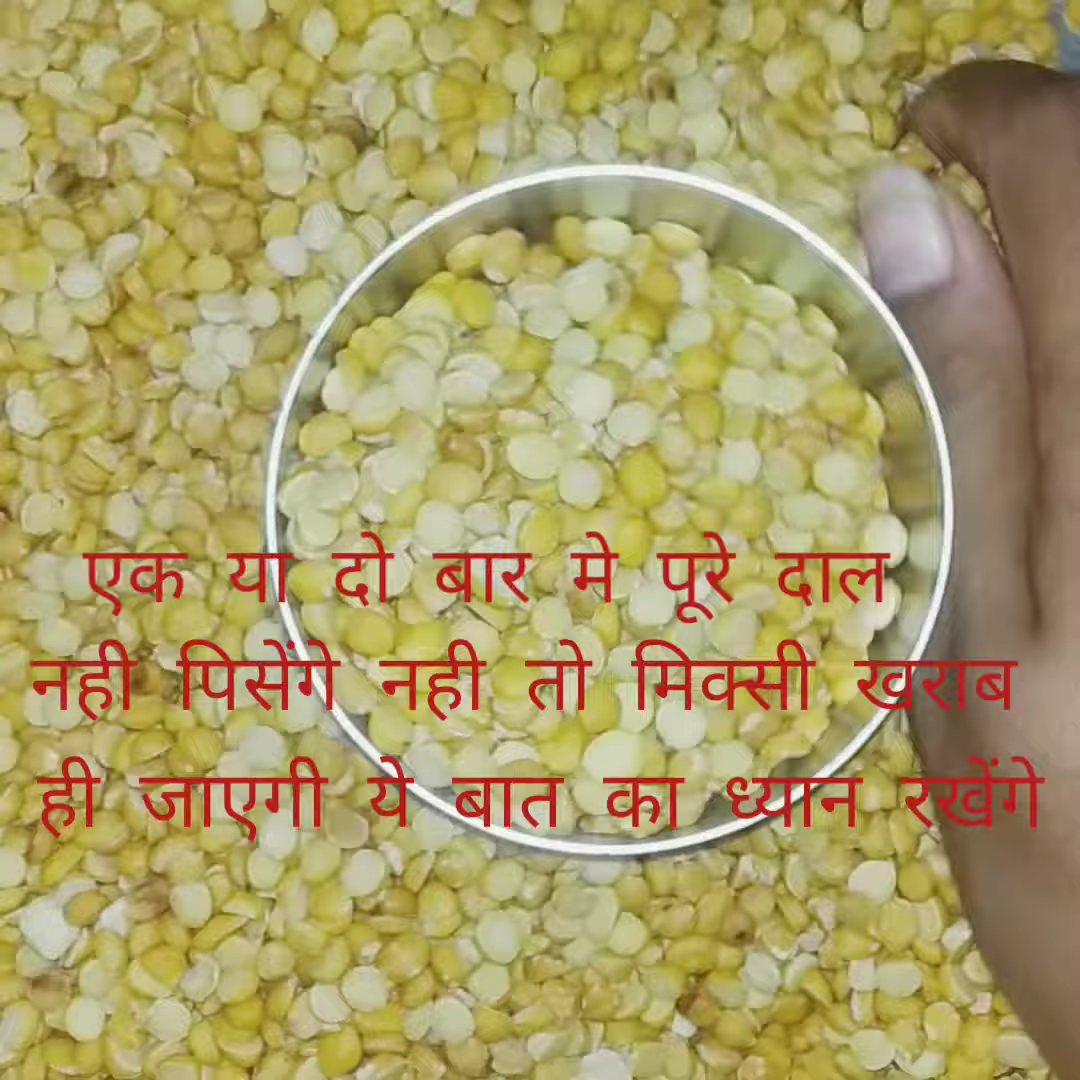 एक या दो बार मे पूरे दाल
नही पिसेंगे नही तो मिक्सी खराब
ही जाएगी ये बात का ध्यान रखेंगे